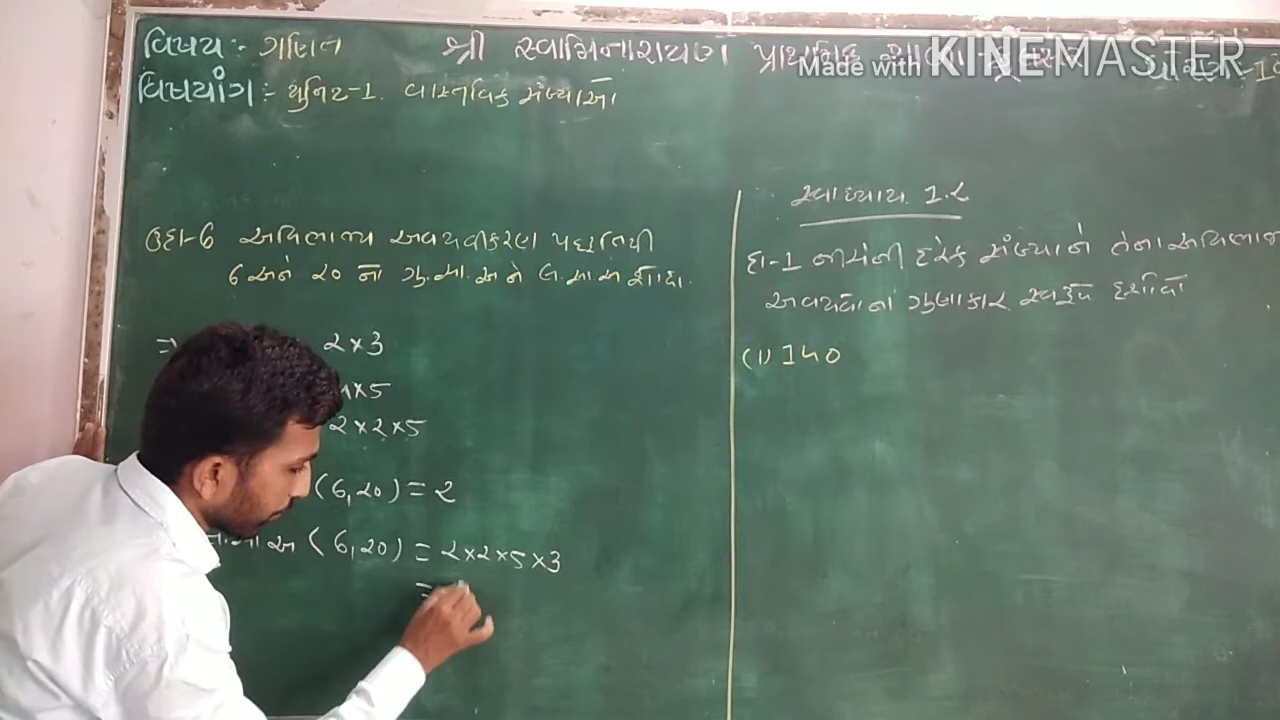 વિષય :- ગણિત શ્રી સ્વામિનારાયણ પ્રાથમિક શાળા
Made with KINEMASTER
વિષયાંગ :- યુનિટ-1. વાસ્તવિક સંખ્યાઓ
સ્વાધ્યાય 1.2
ઉદા-6 અવિભાજ્ય અવયવીકરણ પદ્ધતિથી
6 અને 20 ના ગુ.સા.અ ને લ.સા.અ શોધો.
2×3
×5
2×2×5
(6,20) = 2
સા અ (6,20) = 2×2×5×3
=
દા-1 નીચેની દરેક સંખ્યાને તેના અવિભાજ
અવયવોના ગુણાકાર સ્વરૂપે દર્શાવો
(1) 140